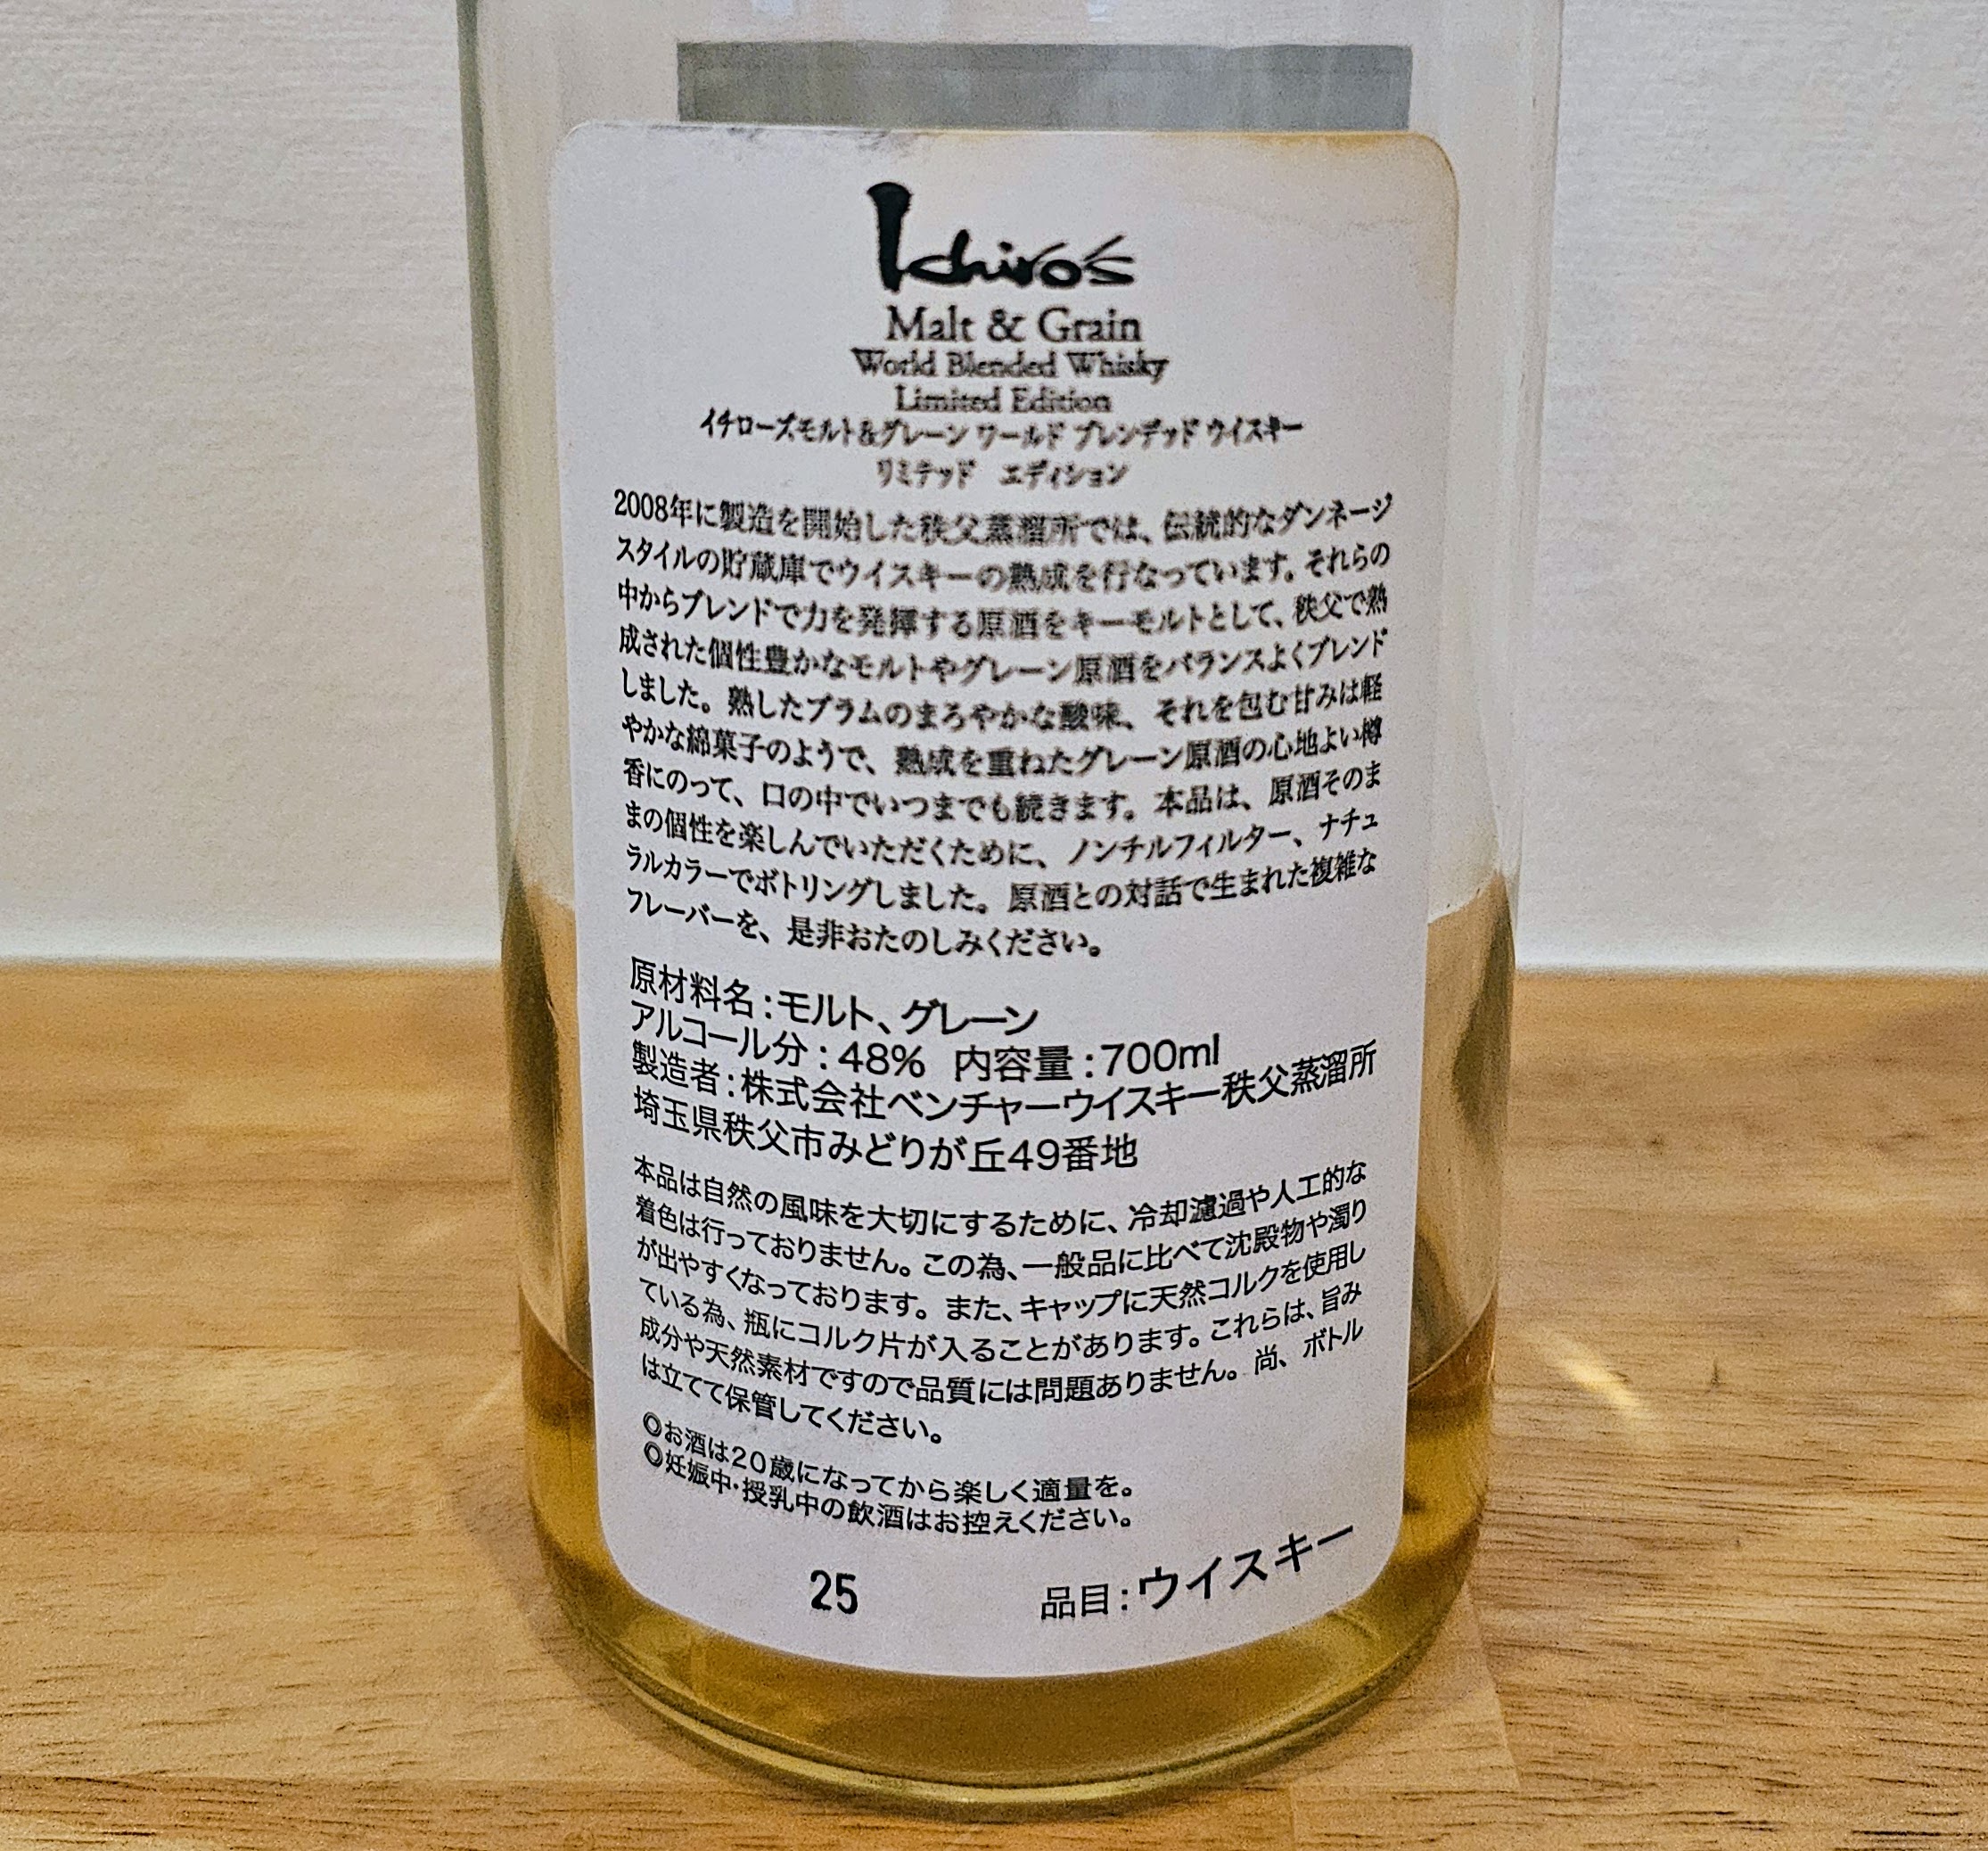 Ichiro's
Malt & Grain
World Blended Whisky
Limited Edition
イチローズモルト&グレーン ワールド ブレンデッド ウイスキー
リミテッド エディション
2008年に製造を開始した秩父蒸溜所では、伝統的なダンネージ
スタイルの貯蔵庫でウイスキーの熟成を行なっています。それらの
中からブレンドで力を発揮する原酒をキーモルトとして、秩父で熟
成された個性豊かなモルトやグレーン原酒をバランスよくブレンド
しました。熟したプラムのまろやかな酸味、それを包む甘みは軽
やかな綿菓子のようで、熟成を重ねたグレーン原酒の心地よい樽
香にのって、口の中でいつまでも続きます。本品は、原酒そのま
まの個性を楽しんでいただくために、ノンチルフィルター、ナチュ
ラルカラーでボトリングしました。原酒との対話で生まれた複雑な
フレーバーを、是非おたのしみください。
原材料名:モルト、グレーン
アルコール分:48% 内容量:700ml
製造者:株式会社ベンチャーウイスキー秩父蒸溜所
埼玉県秩父市みどりが丘49番地
本品は自然の風味を大切にするために、冷却濾過や人工的な
着色は行っておりません。この為、一般品に比べて沈殿物や濁り
が出やすくなっております。また、キャップに天然コルクを使用し
ている為、瓶にコルク片が入ることがあります。これらは、旨み
成分や天然素材ですので品質には問題ありません。尚、ボトル
は立てて保管してください。
◎お酒は20歳になってから楽しく適量を。
◎妊娠中・授乳中の飲酒はお控えください。
25 品目:ウイスキー